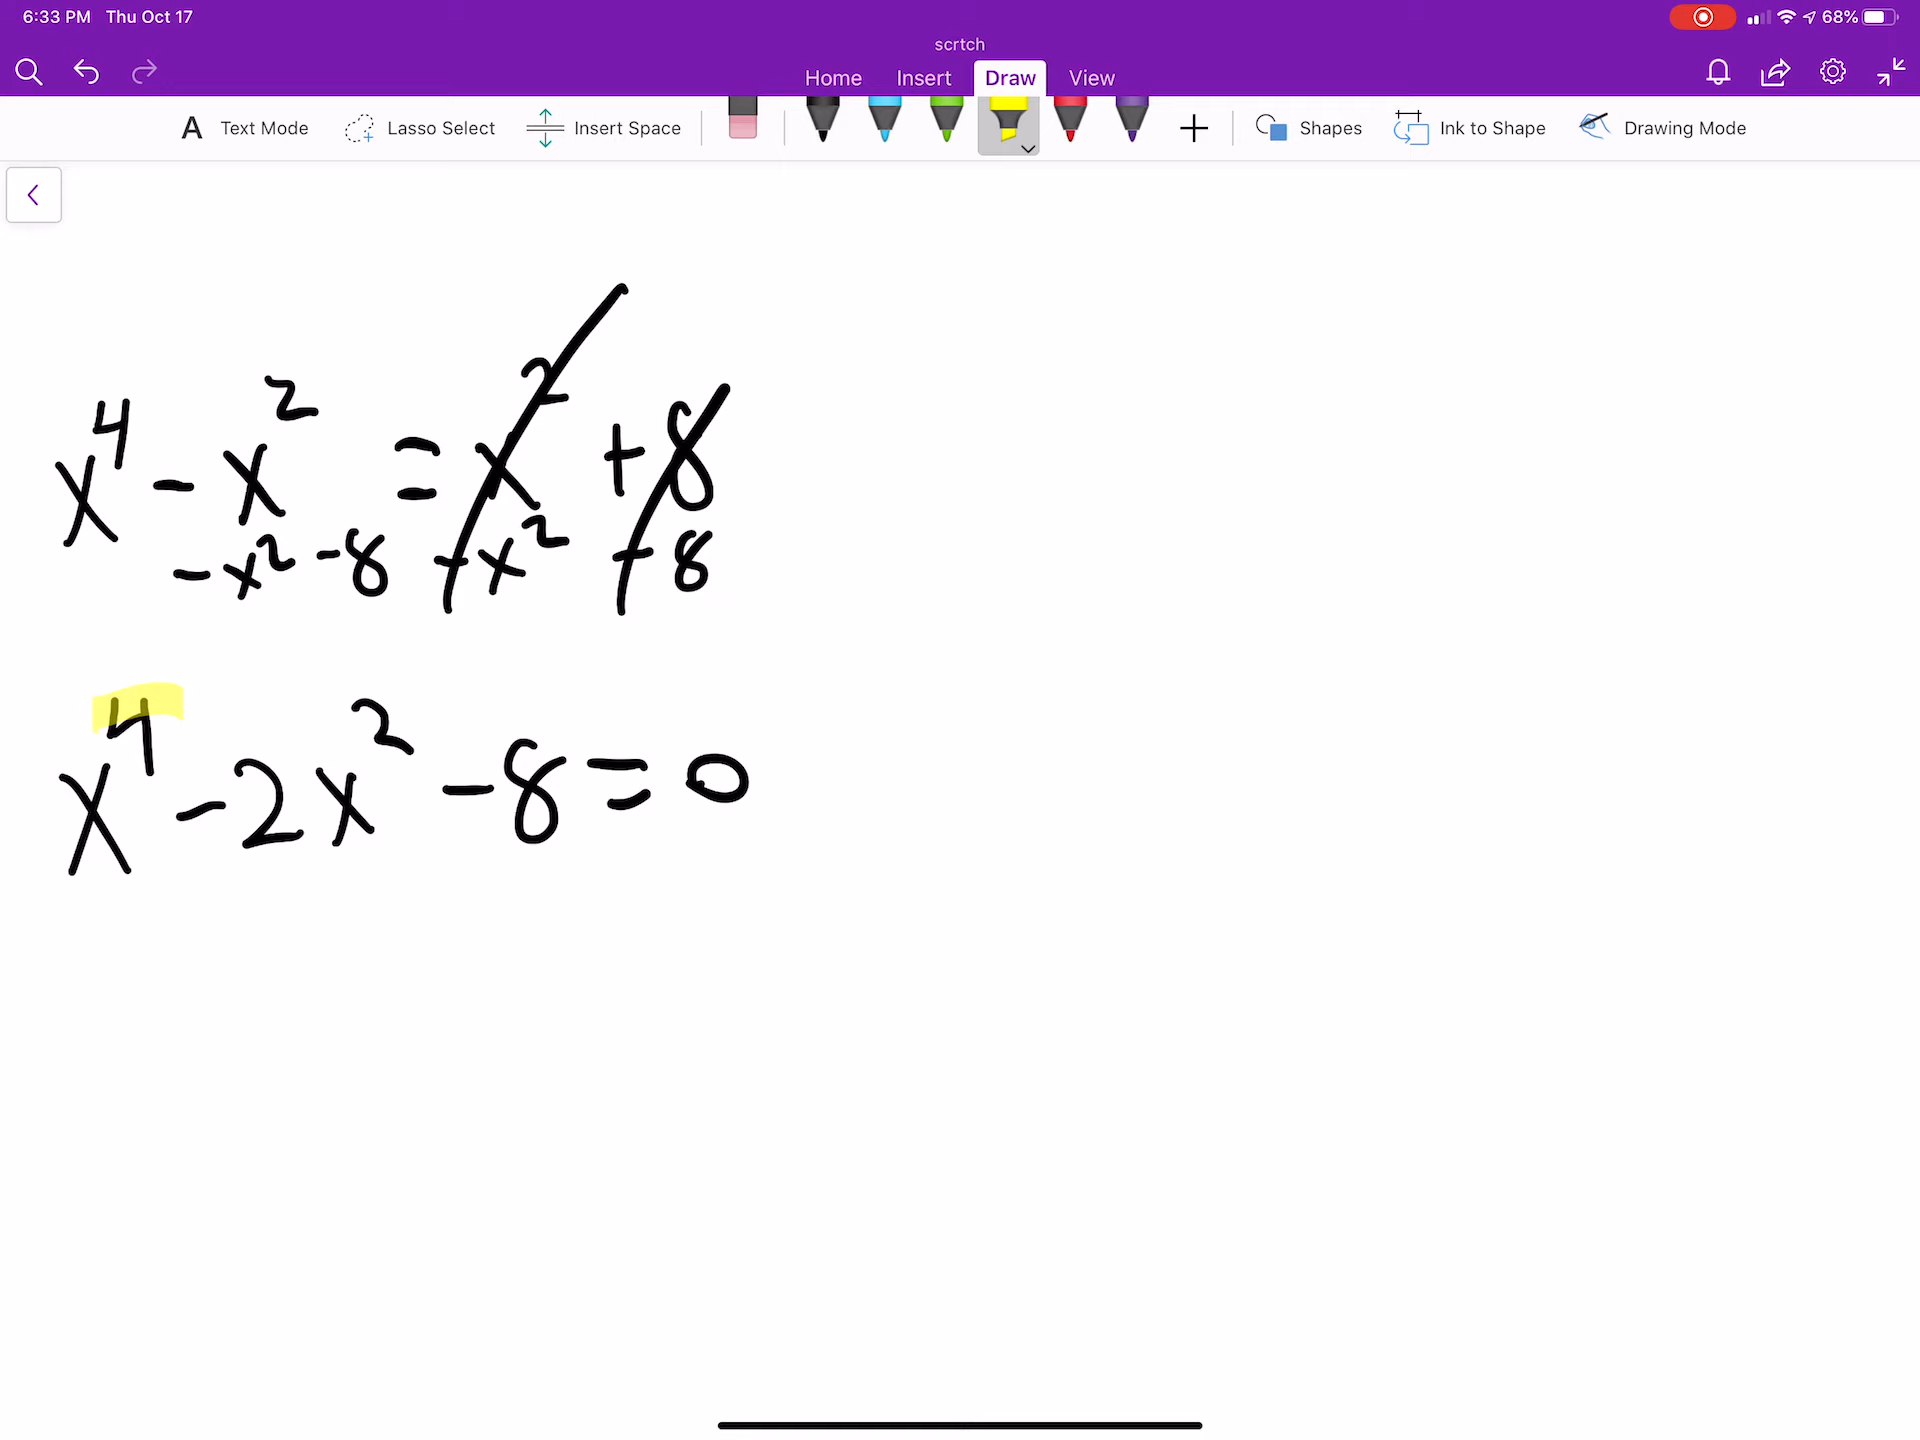 6:33 PM Thu Oct 17 68%
scrtch
Home Insert Draw View
A Text Mode Lasso Select Insert Space Shapes Ink to Shape Drawing Mode
x⁴ - x² = x² + 8
- x² - 8 - x² - 8
x⁴ - 2x² - 8 = 0